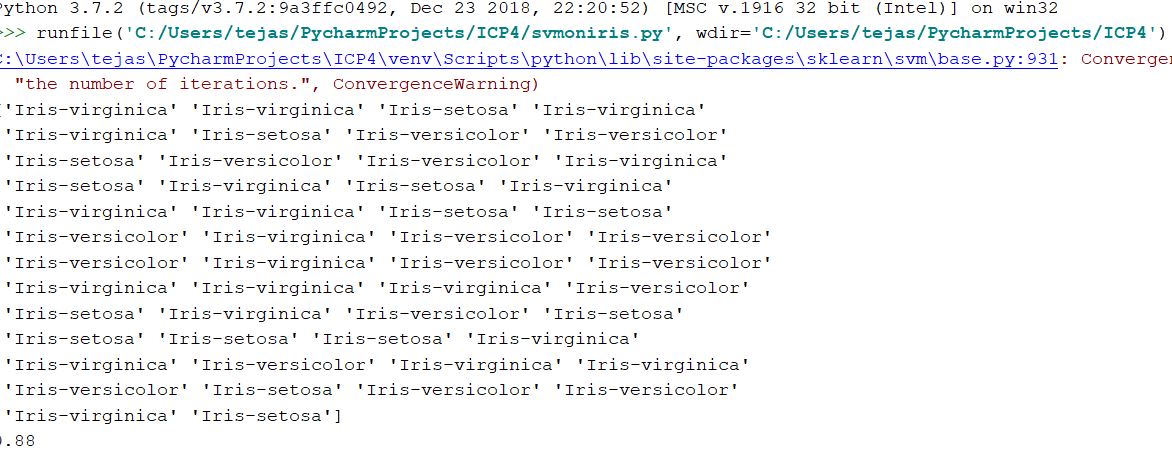 Python 3.7.2 (tags/v3.7.2:9a3ffc0492, Dec 23 2018, 22:20:52) [MSC v.1916 32 bit (Intel)] on win32
>>> runfile('C:/Users/tejas/PycharmProjects/ICP4/svmoniris.py', wdir='C:/Users/tejas/PycharmProjects/ICP4')
C:\Users\tejas\PycharmProjects\ICP4\venv\Scripts\python\lib\site-packages\sklearn\svm\base.py:931: Converge
"the number of iterations.", ConvergenceWarning)
['Iris-virginica' 'Iris-virginica' 'Iris-setosa' 'Iris-virginica'
'Iris-virginica' 'Iris-setosa' 'Iris-versicolor' 'Iris-versicolor'
'Iris-setosa' 'Iris-versicolor' 'Iris-versicolor' 'Iris-virginica'
'Iris-setosa' 'Iris-virginica' 'Iris-setosa' 'Iris-virginica'
'Iris-virginica' 'Iris-virginica' 'Iris-setosa' 'Iris-setosa'
'Iris-versicolor' 'Iris-virginica' 'Iris-versicolor' 'Iris-versicolor'
'Iris-versicolor' 'Iris-virginica' 'Iris-versicolor' 'Iris-versicolor'
'Iris-virginica' 'Iris-virginica' 'Iris-virginica' 'Iris-versicolor'
'Iris-setosa' 'Iris-virginica' 'Iris-versicolor' 'Iris-setosa'
'Iris-setosa' 'Iris-setosa' 'Iris-setosa' 'Iris-virginica'
'Iris-virginica' 'Iris-versicolor' 'Iris-virginica' 'Iris-virginica'
'Iris-versicolor' 'Iris-setosa' 'Iris-versicolor' 'Iris-versicolor'
'Iris-virginica' 'Iris-setosa']
0.88